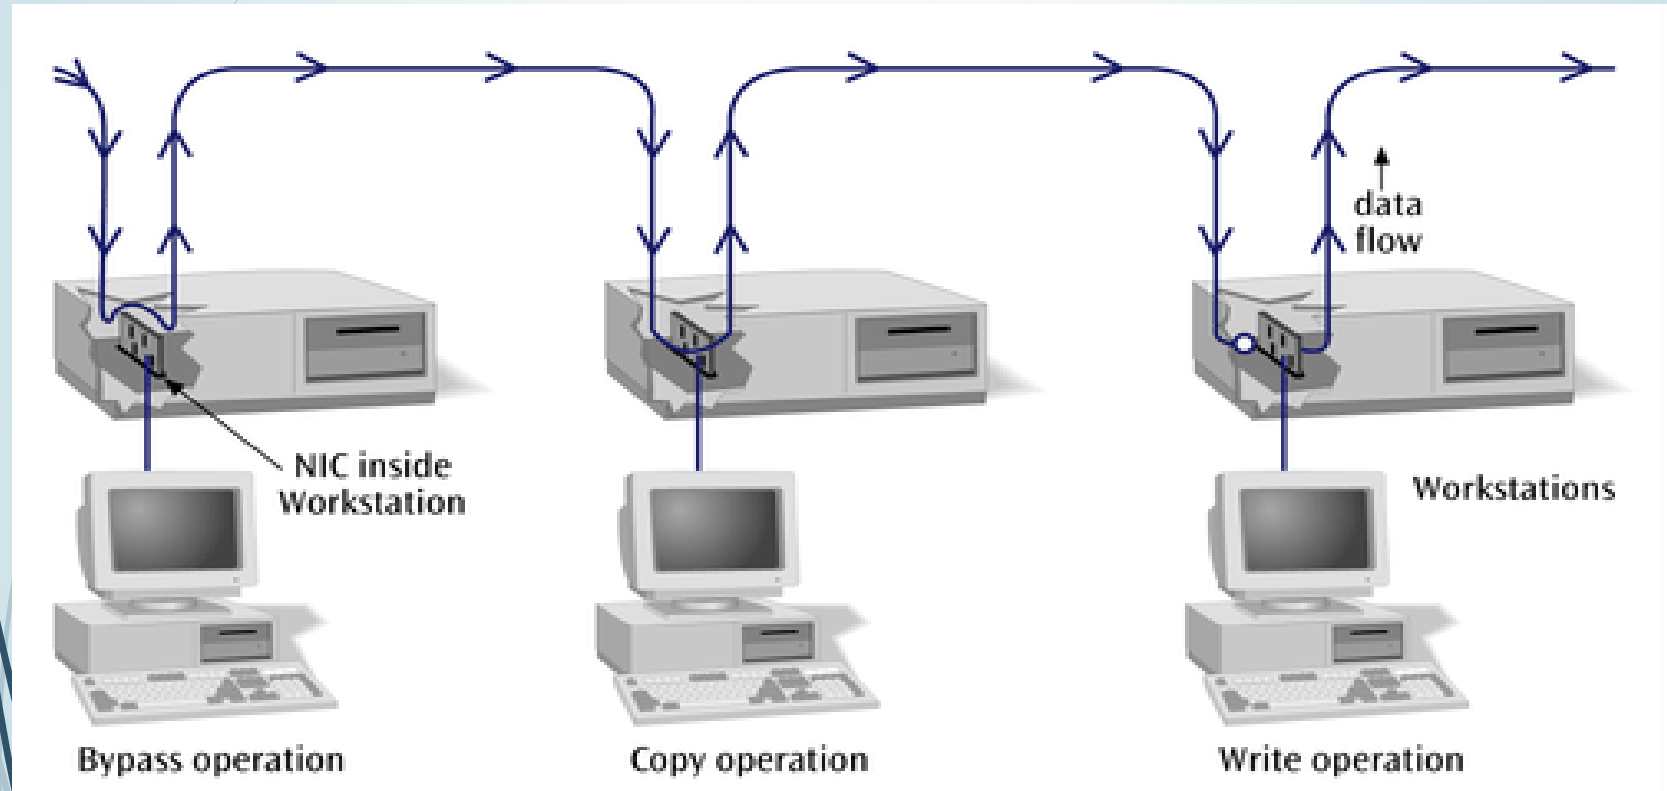 data
flow
NIC inside
Workstation
Workstations
Bypass operation
Copy operation
Write operation